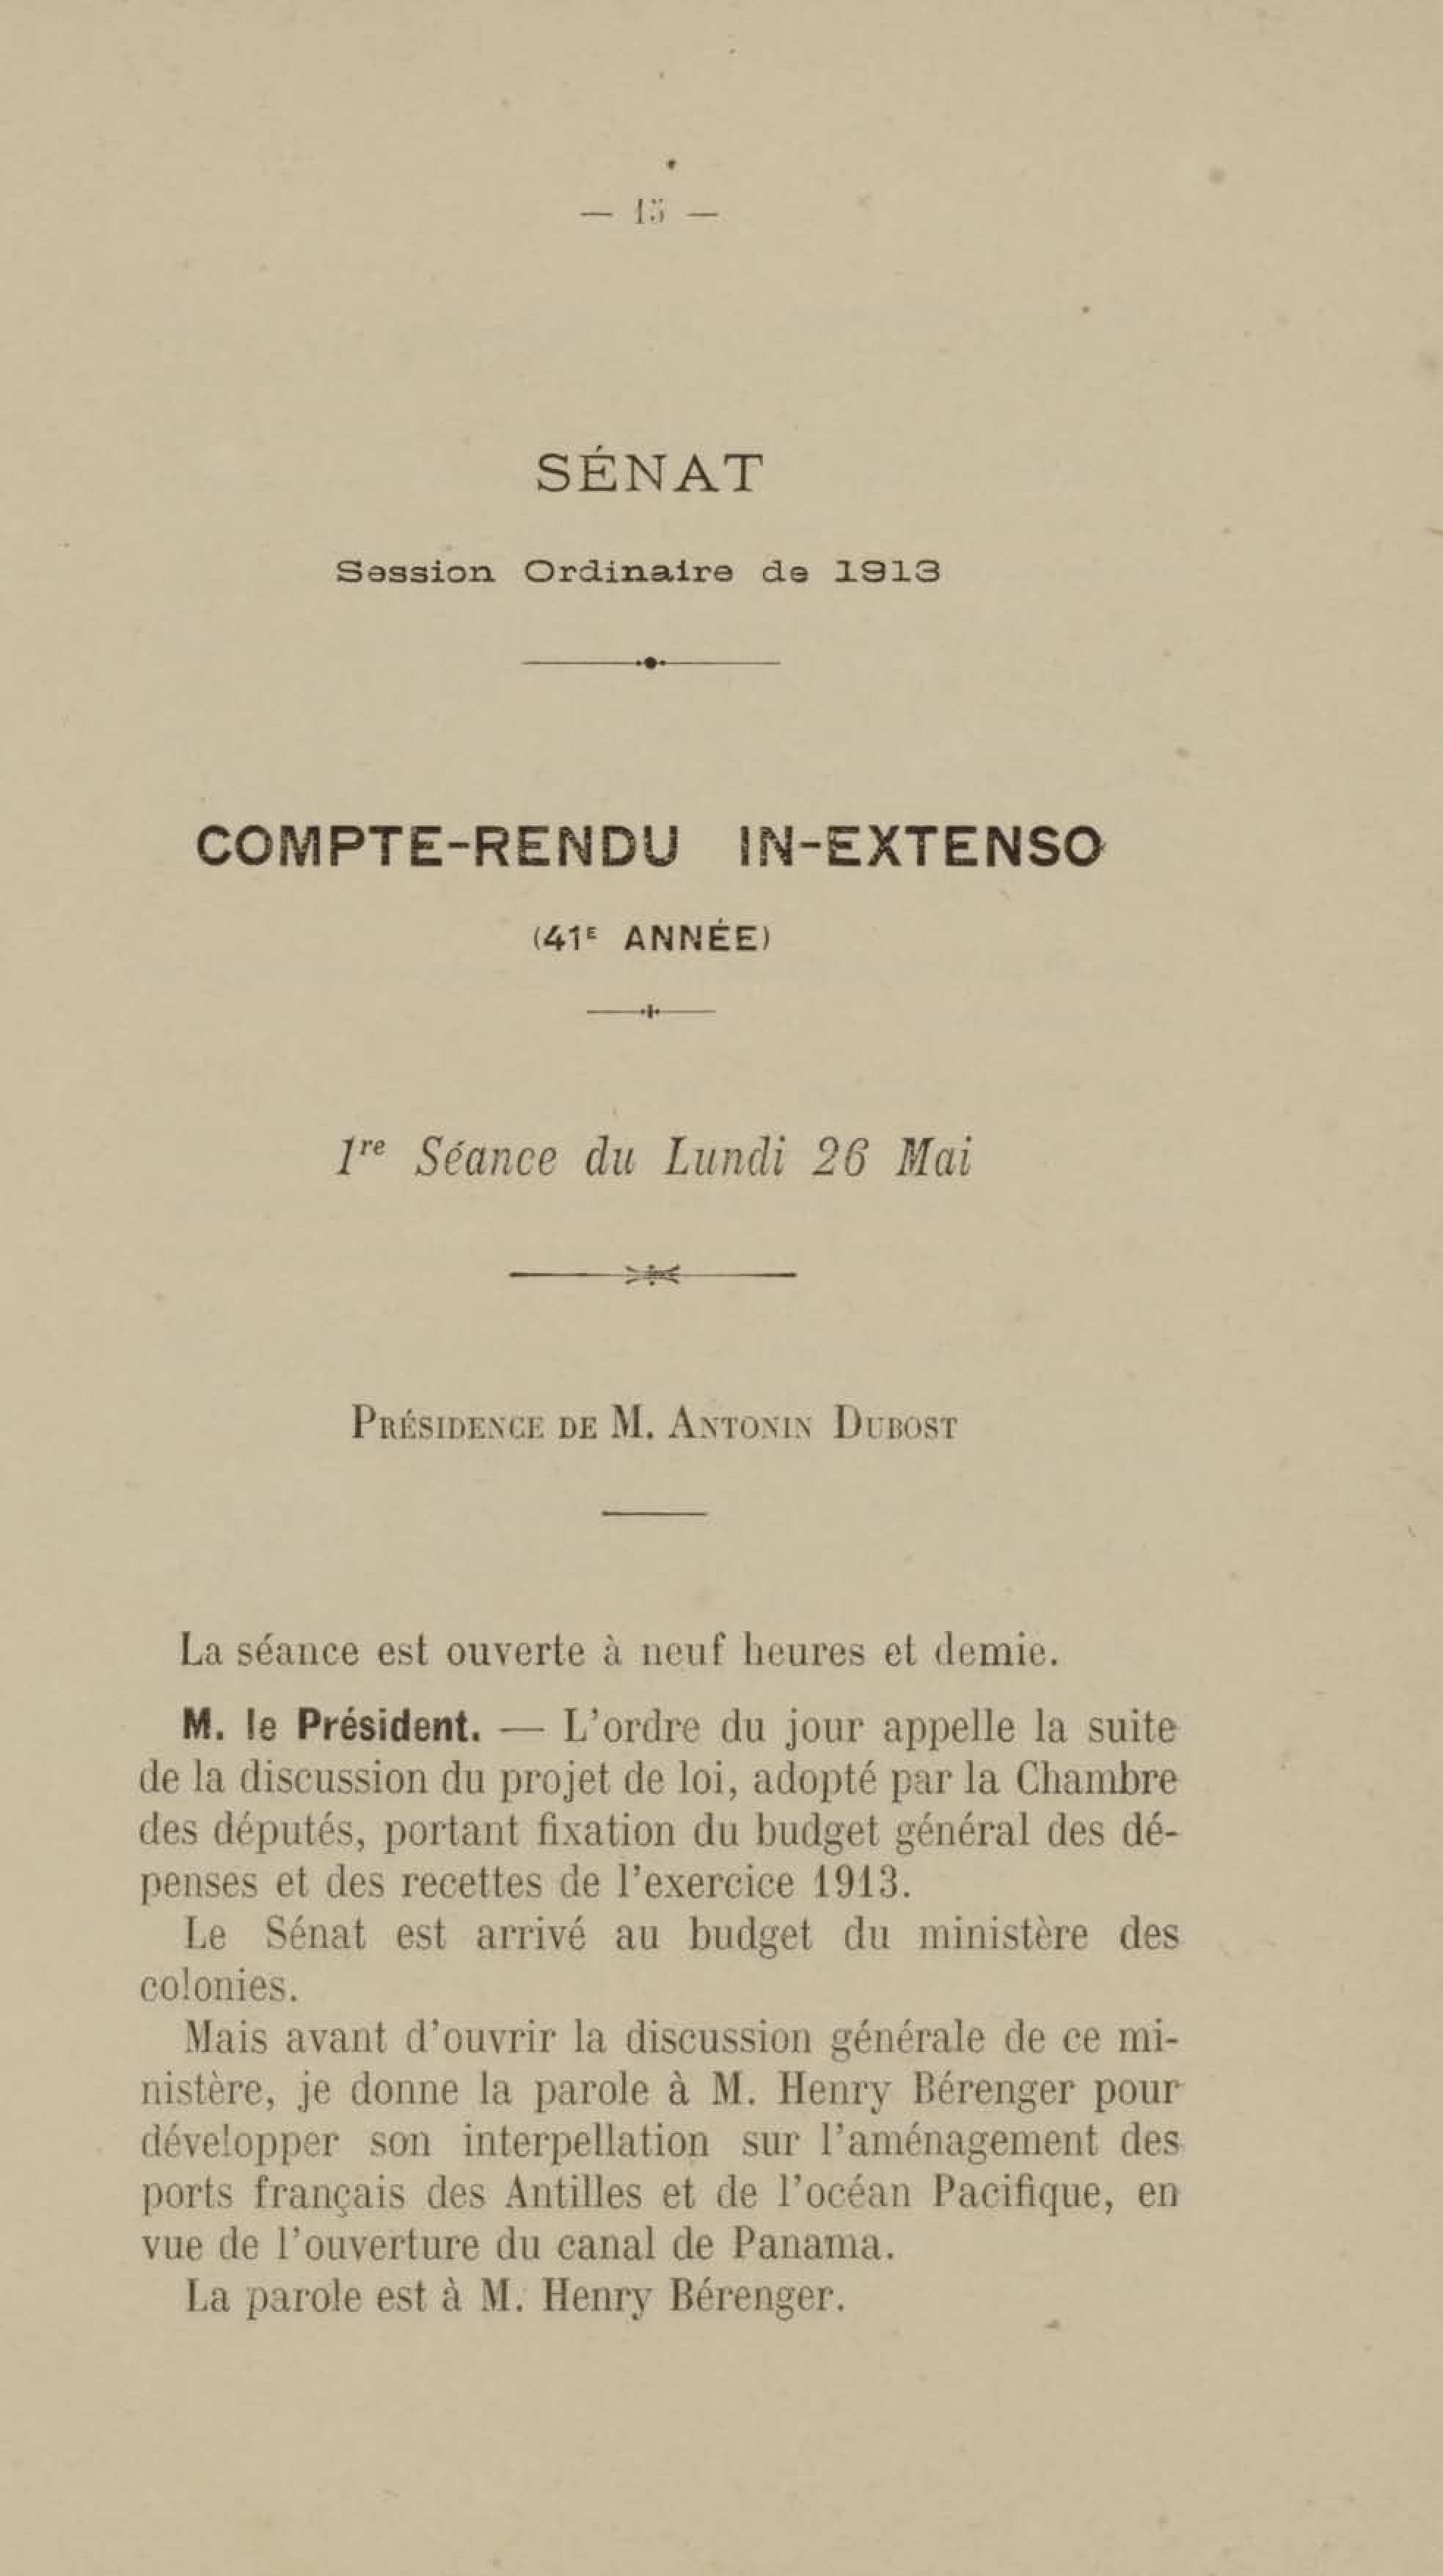 — 15 —
SÉNAT
Session Ordinaire de 1913
COMPTE-RENDU IN-EXTENSO
(41E ANNÉE)
1re Séance du Lundi 26 Mai
PRÉSIDENCE DE M. ANTONIN DUBOST
La séance est ouverte à neuf heures et demie.
M. le Président. — L'ordre du jour appelle la suite
de la discussion du projet de loi, adopté par la Chambre
des députés, portant fixation du budget général des dé-
penses et des recettes de l'exercice 1913.
Le Sénat est arrivé au budget du ministère des
colonies.
Mais avant d'ouvrir la discussion générale de ce mi-
nistère, je donne la parole à M. Henry Bérenger pour
développer son interpellation sur l'aménagement des
ports français des Antilles et de l'océan Pacifique, en
vue de l'ouverture du canal de Panama.
La parole est à M. Henry Bérenger.